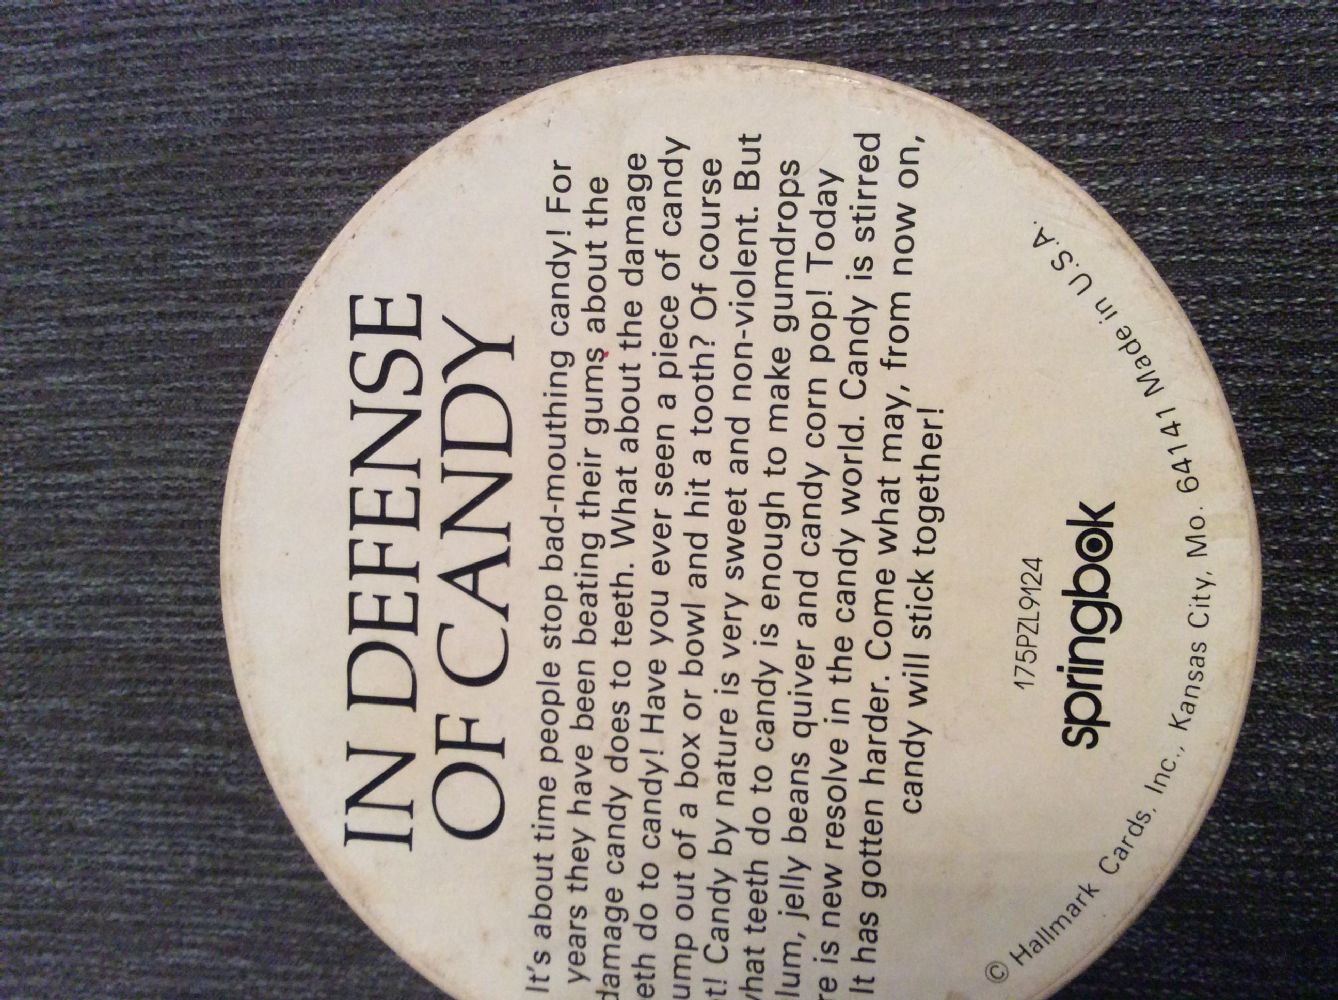 IN DEFENSE
OF CANDY
It's about time people stop bad-mouthing candy! For
years they have been beating their gums about the
damage candy does to teeth. What about the damage
eth do to candy! Have you ever seen a piece of candy
ump out of a box or bowl and hit a tooth? Of course
t! Candy by nature is very sweet and non-violent. But
what teeth do to candy is enough to make gumdrops
lum, jelly beans quiver and candy corn pop! Today
re is new resolve in the candy world. Candy is stirred
It has gotten harder. Come what may, from now on,
candy will stick together!
175PZL9124
springbok
© Hallmark Cards, Inc., Kansas City, Mo. 64141 Made in U.S.A.